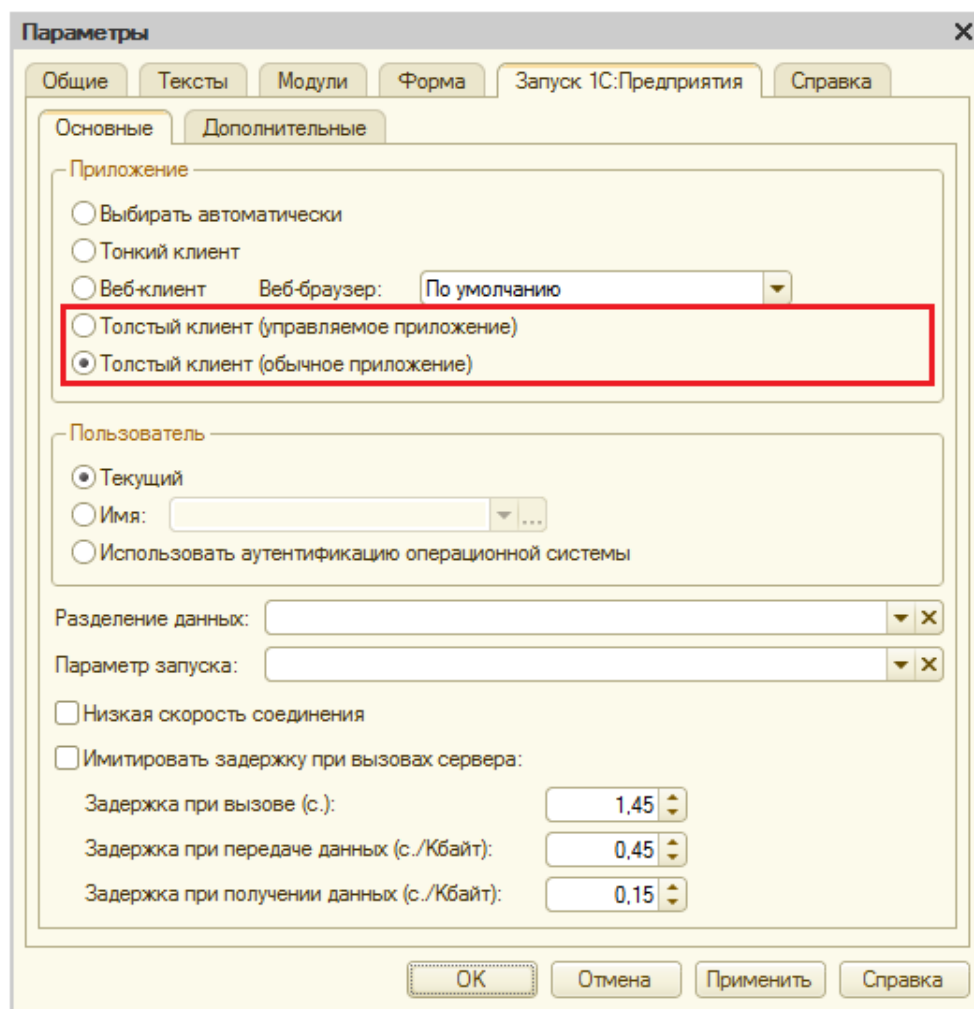 Параметры
Общие Тексты Модули Форма Запуск 1С:Предприятия Справка
Основные Дополнительные
Приложение
Выбирать автоматически
Тонкий клиент
Веб-клиент Веб-браузер: По умолчанию
Толстый клиент (управляемое приложение)
Толстый клиент (обычное приложение)
Пользователь
Текущий
Имя: ...
Использовать аутентификацию операционной системы
Разделение данных:
Параметр запуска:
Низкая скорость соединения
Имитировать задержку при вызовах сервера:
Задержка при вызове (с.): 1,45
Задержка при передаче данных (с./Кбайт): 0,45
Задержка при получении данных (с./Кбайт): 0,15
OK Отмена Применить Справка